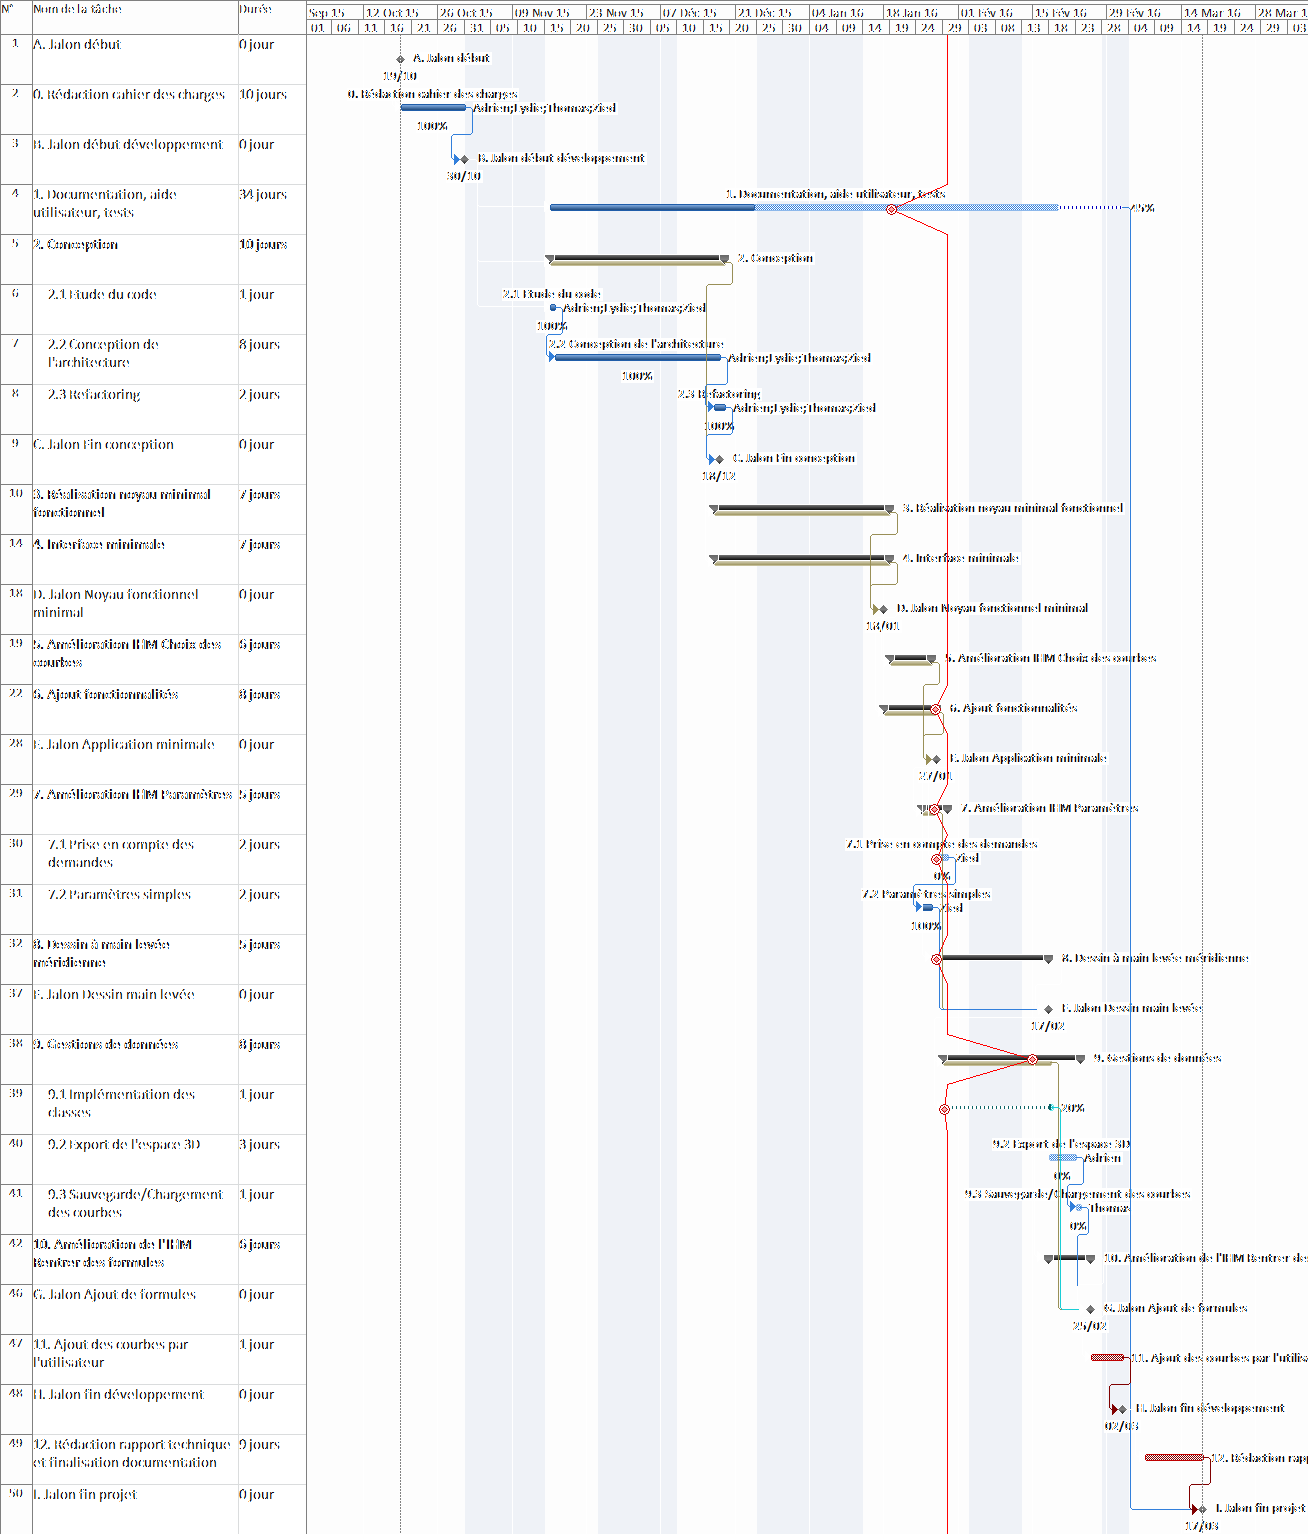 N° Nom de la tâche Durée Sep 15 12 Oct 15 26 Oct 15 09 Nov 15 23 Nov 15 07 Déc 15 21 Déc 15 04 Jan 16 18 Jan 16 01 Fév 16 15 Fév 16 29 Fév 16 14 Mar 16 28 Mar 1
01 06 11 16 21 26 31 05 10 15 20 25 30 05 10 15 20 25 30 04 09 14 19 24 29 03 08 13 18 23 28 04 09 14 19 24 29 03
1 A. Jalon début 0 jour
A. Jalon début
19/10
2 0. Rédaction cahier des charges 10 jours
0. Rédaction cahier des charges
Adrien;Lydie;Thomas;Zied
100%
3 B. Jalon début développement 0 jour
B. Jalon début développement
30/10
4 1. Documentation, aide utilisateur, tests 34 jours
1. Documentation, aide utilisateur, tests
45%
5 2. Conception 10 jours
2. Conception
6 2.1 Etude du code 1 jour
2.1 Etude du code
Adrien;Lydie;Thomas;Zied
100%
7 2.2 Conception de l'architecture 8 jours
2.2 Conception de l'architecture
Adrien;Lydie;Thomas;Zied
100%
8 2.3 Refactoring 2 jours
2.3 Refactoring
Adrien;Lydie;Thomas;Zied
100%
9 C. Jalon Fin conception 0 jour
C. Jalon Fin conception
18/12
10 3. Réalisation noyau minimal fonctionnel 7 jours
3. Réalisation noyau minimal fonctionnel
14 4. Interface minimale 7 jours
4. Interface minimale
18 D. Jalon Noyau fonctionnel minimal 0 jour
D. Jalon Noyau fonctionnel minimal
18/01
19 5. Amélioration IHM Choix des courbes 6 jours
5. Amélioration IHM Choix des courbes
22 6. Ajout fonctionnalités 8 jours
6. Ajout fonctionnalités
28 E. Jalon Application minimale 0 jour
E. Jalon Application minimale
27/01
29 7. Amélioration IHM Paramètres 5 jours
7. Amélioration IHM Paramètres
30 7.1 Prise en compte des demandes 2 jours
7.1 Prise en compte des demandes
Zied
0%
31 7.2 Paramètres simples 2 jours
7.2 Paramètres simples
Zied
100%
32 8. Dessin à main levée méridienne 5 jours
8. Dessin à main levée méridienne
37 F. Jalon Dessin main levée 0 jour
F. Jalon Dessin main levée
17/02
38 9. Gestions de données 8 jours
9. Gestions de données
39 9.1 Implémentation des classes 1 jour
20%
40 9.2 Export de l'espace 3D 3 jours
9.2 Export de l'espace 3D
Adrien
0%
41 9.3 Sauvegarde/Chargement des courbes 1 jour
9.3 Sauvegarde/Chargement des courbes
Thomas
0%
42 10. Amélioration de l'IHM Rentrer des formules 6 jours
10. Amélioration de l'IHM Rentrer des
46 G. Jalon Ajout de formules 0 jour
G. Jalon Ajout de formules
25/02
47 11. Ajout des courbes par l'utilisateur 1 jour
11. Ajout des courbes par l'utilisa
48 H. Jalon fin développement 0 jour
H. Jalon fin développement
02/03
49 12. Rédaction rapport technique et finalisation documentation 9 jours
12. Rédaction rapp
50 I. Jalon fin projet 0 jour
I. Jalon fin projet
17/03